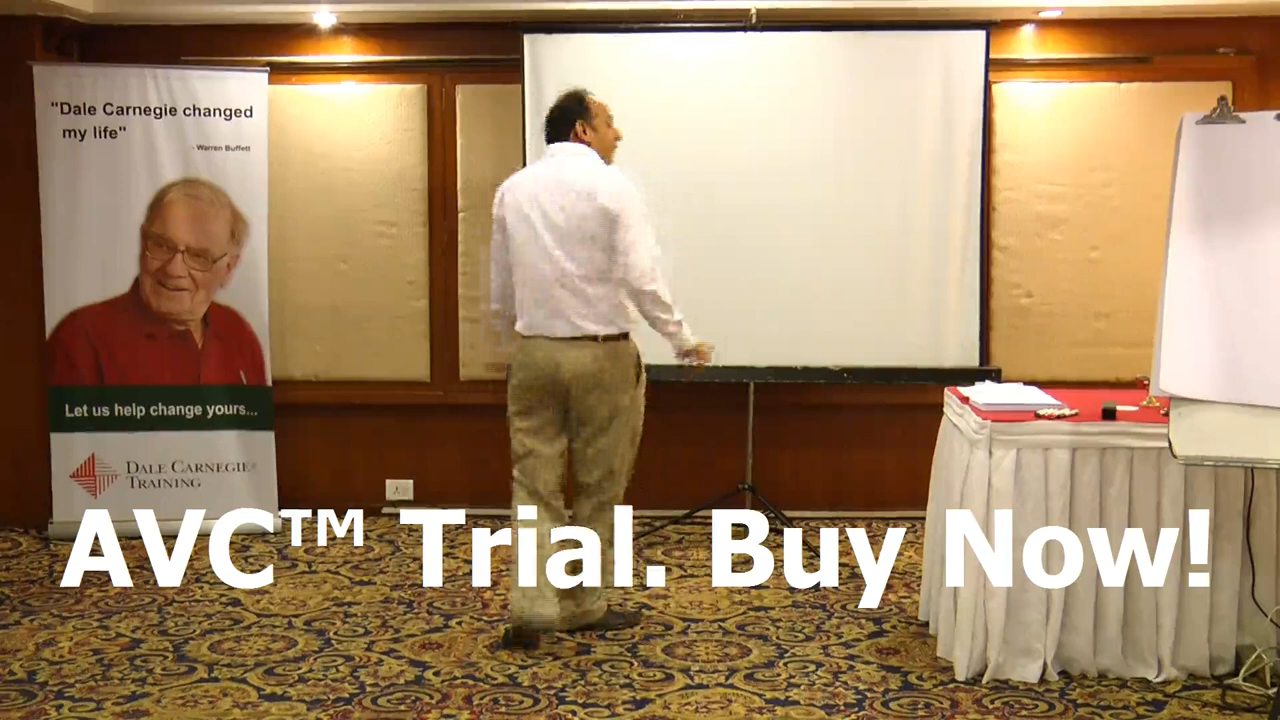 "Dale Carnegie changed
my life"
- Warren Buffett
Let us help change yours...
DALE CARNEGIE®
TRAINING
AVC™ Trial. Buy Now!